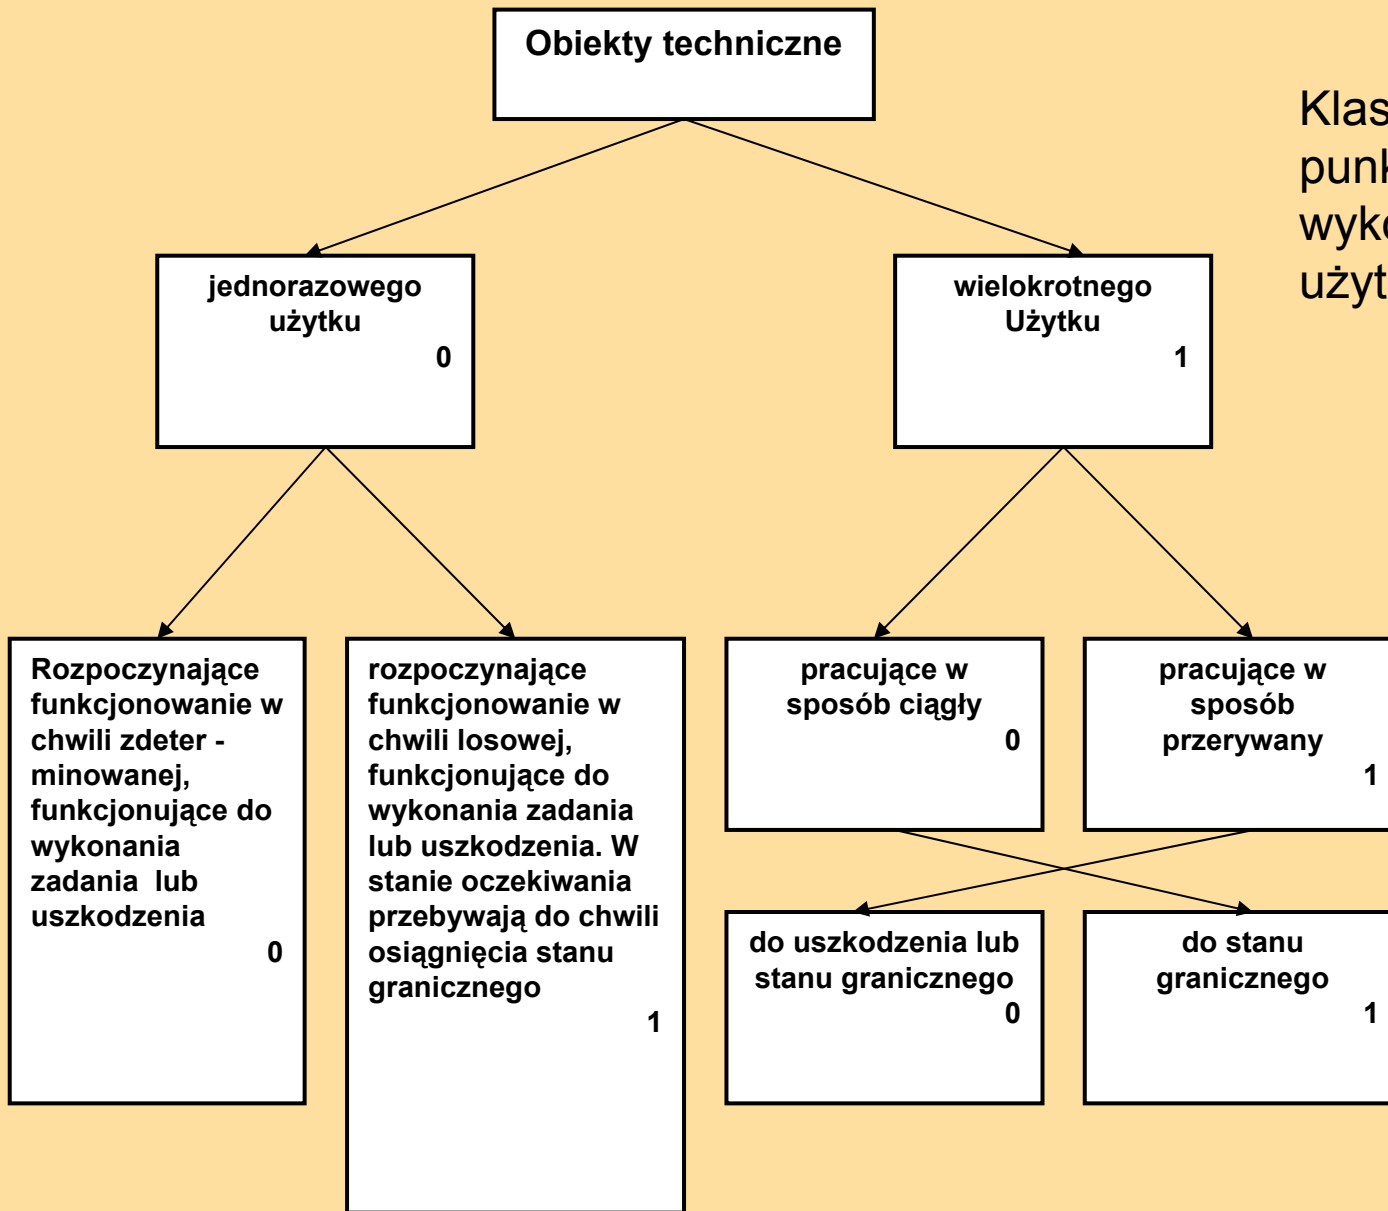 Obiekty techniczne
jednorazowego
użytku
0
wielokrotnego
Użytku
1
Rozpoczynające
funkcjonowanie w
chwili zdeter -
minowanej,
funkcjonujące do
wykonania
zadania lub
uszkodzenia
0
rozpoczynające
funkcjonowanie w
chwili losowej,
funkcjonujące do
wykonania zadania
lub uszkodzenia. W
stanie oczekiwania
przebywają do chwili
osiągnięcia stanu
granicznego
1
pracujące w
sposób ciągły
0
pracujące w
sposób
przerywany
1
do uszkodzenia lub
stanu granicznego
0
do stanu
granicznego
1